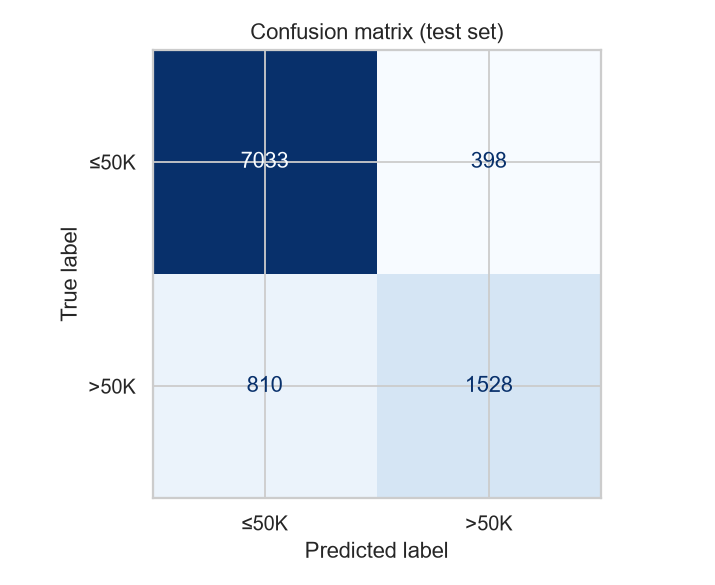 Confusion matrix (test set)
≤50K
7033
398
>50K
810
1528
≤50K
>50K
True label
Predicted label